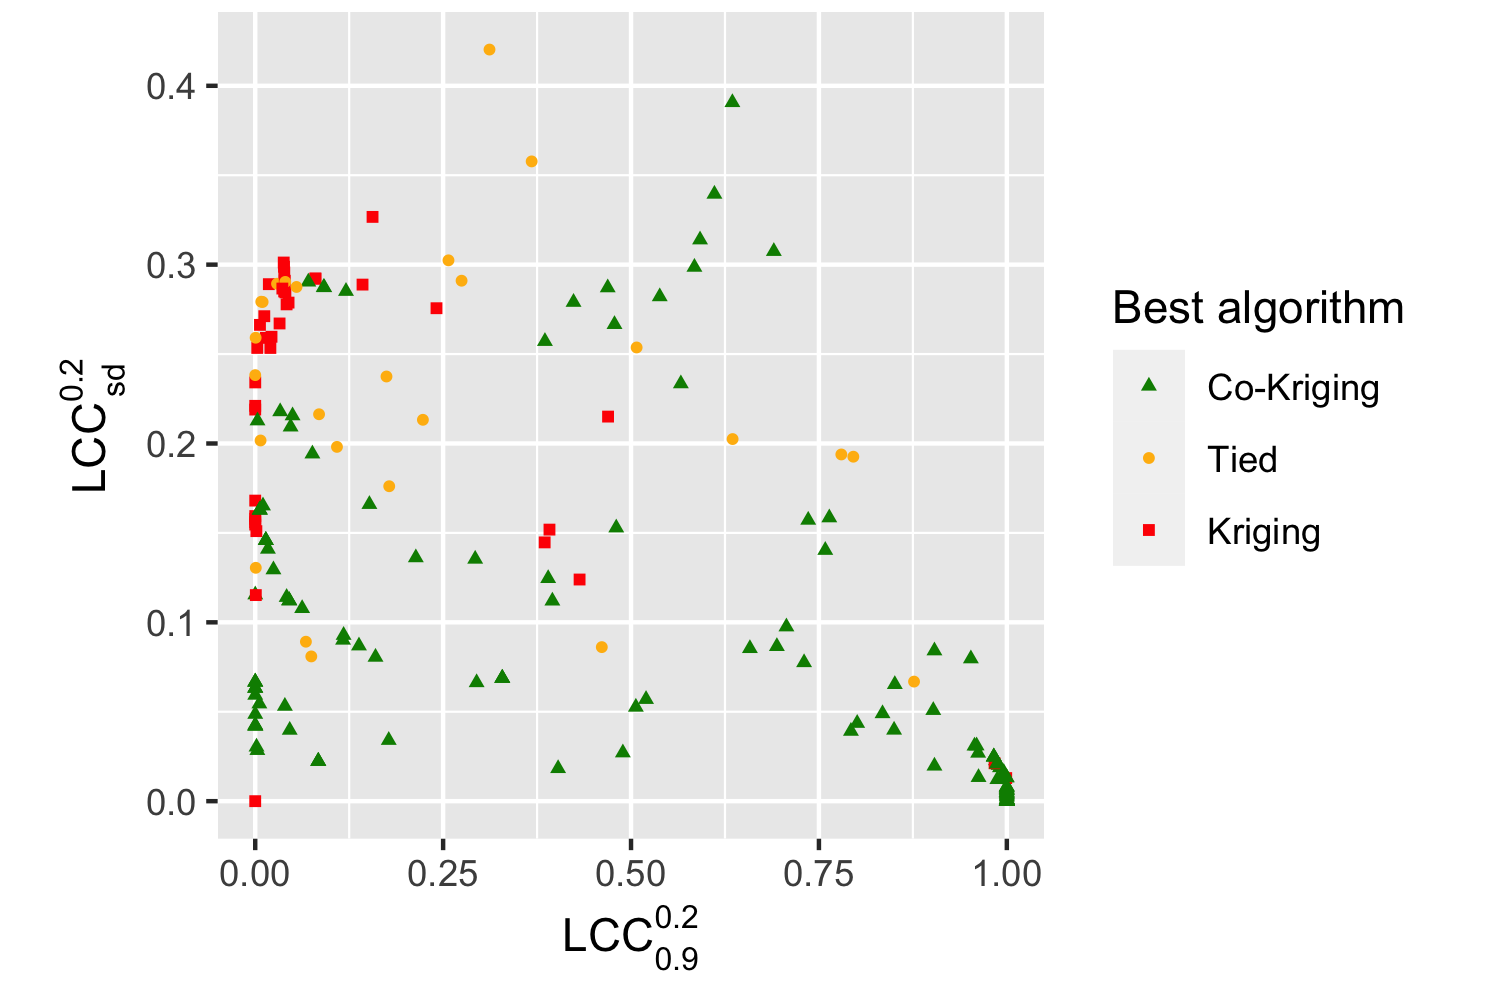 0.4
0.3
0.2
0.1
0.0
LCC^{0.2}_{sd}
0.00 0.25 0.50 0.75 1.00
LCC^{0.2}_{0.9}
Best algorithm
Co-Kriging
Tied
Kriging